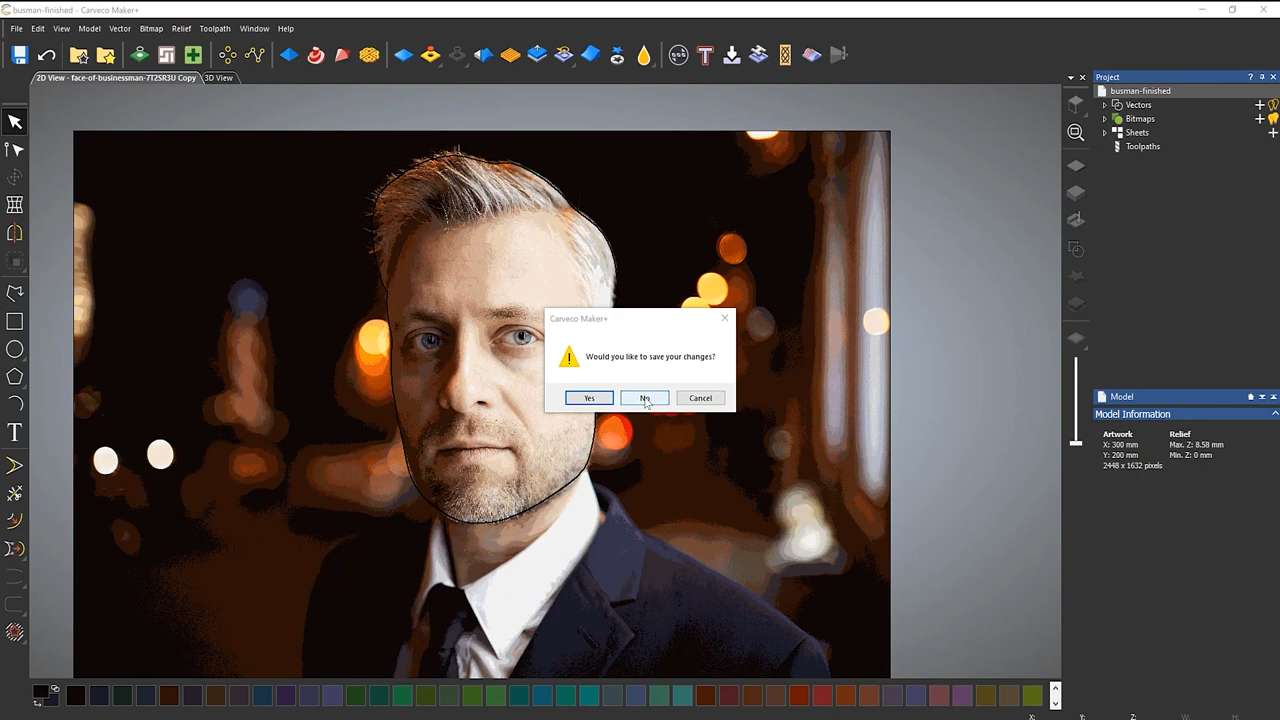 busman-finished - Carveco Maker+
File Edit View Model Vector Bitmap Relief Toolpath Window Help
2D View - face-of-businessman-7T2SR3U Copy 3D View
Project
busman-finished
Vectors
Bitmaps
Sheets
Toolpaths
Carveco Maker+
Would you like to save your changes?
Yes No Cancel
Model
Model Information
Artwork Relief
X: 300 mm Max. Z: 8.58 mm
Y: 200 mm Min. Z: 0 mm
2448 x 1632 pixels
X: Y: Z: W: H: